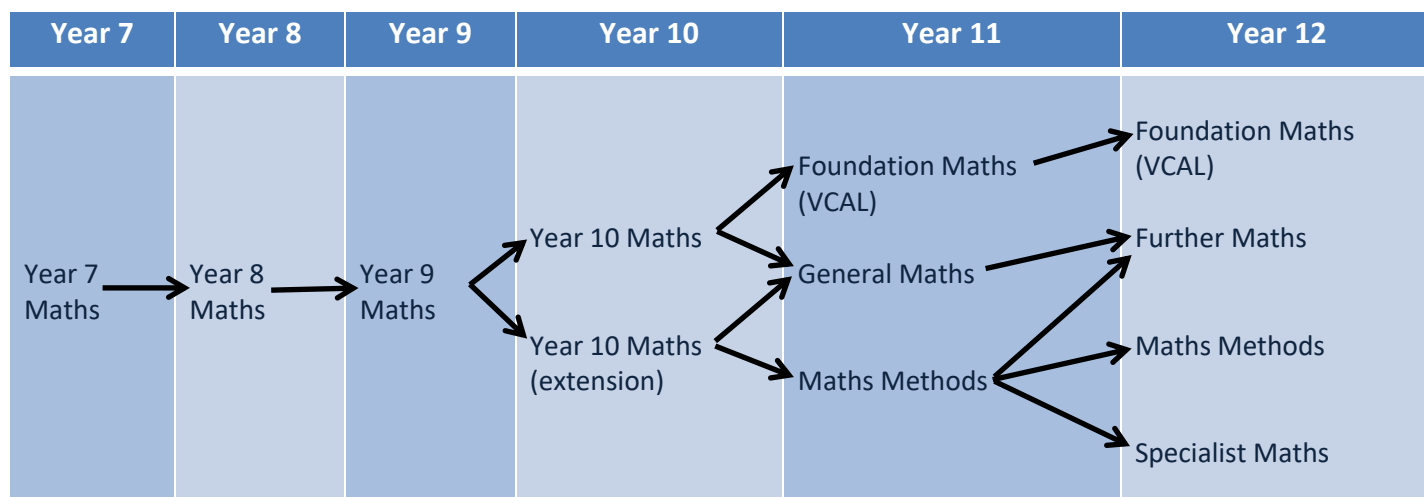 Year 7
Year 8
Year 9
Year 10
Year 11
Year 12
Year 7
Maths
Year 8
Maths
Year 9
Maths
Year 10 Maths
Year 10 Maths
(extension)
Foundation Maths
(VCAL)
General Maths
Maths Methods
Foundation Maths
(VCAL)
Further Maths
Maths Methods
Specialist Maths